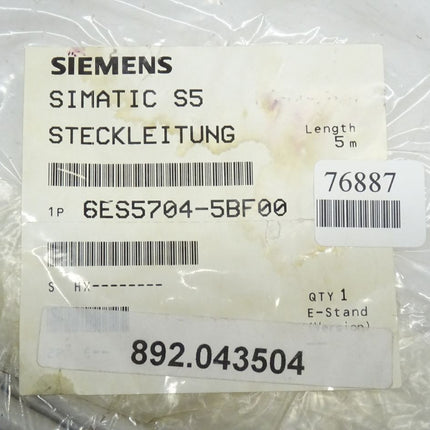 SIEMENS
SIMATIC S5
STECKLEITUNG
Length
5 m
76887
1P 6ES5704-5BF00
S HX--------
QTY 1
E-Stand
(Version)
892.043504